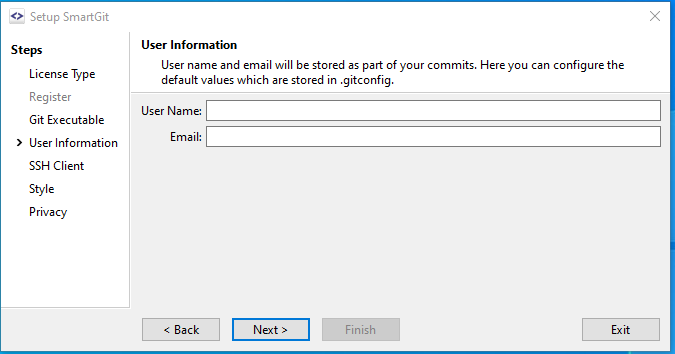 Setup SmartGit
Steps
License Type
Register
Git Executable
User Information
SSH Client
Style
Privacy
User Information
User name and email will be stored as part of your commits. Here you can configure the
default values which are stored in .gitconfig.
User Name:
Email:
< Back
Next >
Finish
Exit